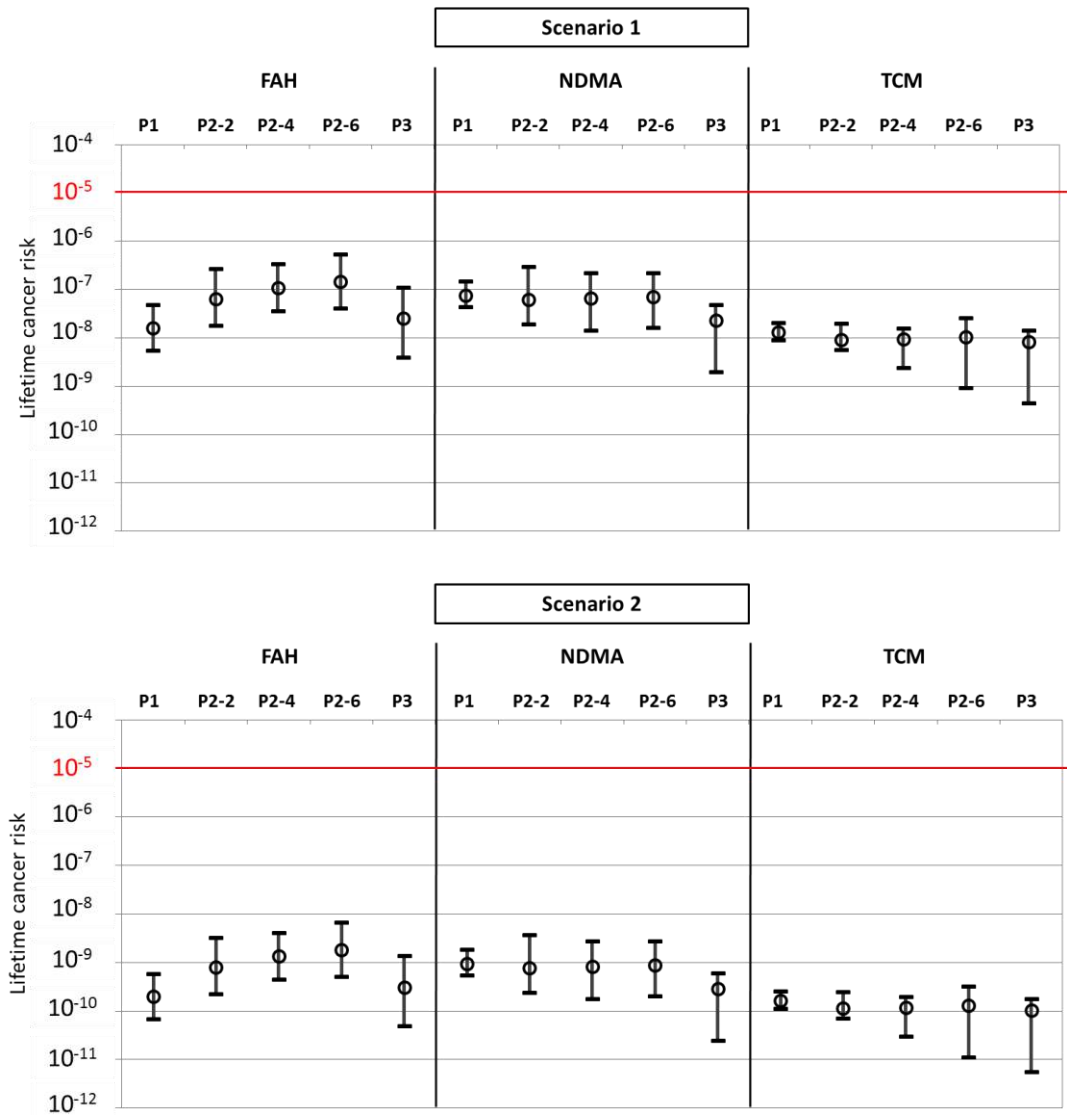 Scenario 1
FAH NDMA TCM
P1 P2-2 P2-4 P2-6 P3 P1 P2-2 P2-4 P2-6 P3 P1 P2-2 P2-4 P2-6 P3
Lifetime cancer risk
10⁻⁴
10⁻⁵
10⁻⁶
10⁻⁷
10⁻⁸
10⁻⁹
10⁻¹⁰
10⁻¹¹
10⁻¹²
Scenario 2
FAH NDMA TCM
P1 P2-2 P2-4 P2-6 P3 P1 P2-2 P2-4 P2-6 P3 P1 P2-2 P2-4 P2-6 P3
Lifetime cancer risk
10⁻⁴
10⁻⁵
10⁻⁶
10⁻⁷
10⁻⁸
10⁻⁹
10⁻¹⁰
10⁻¹¹
10⁻¹²